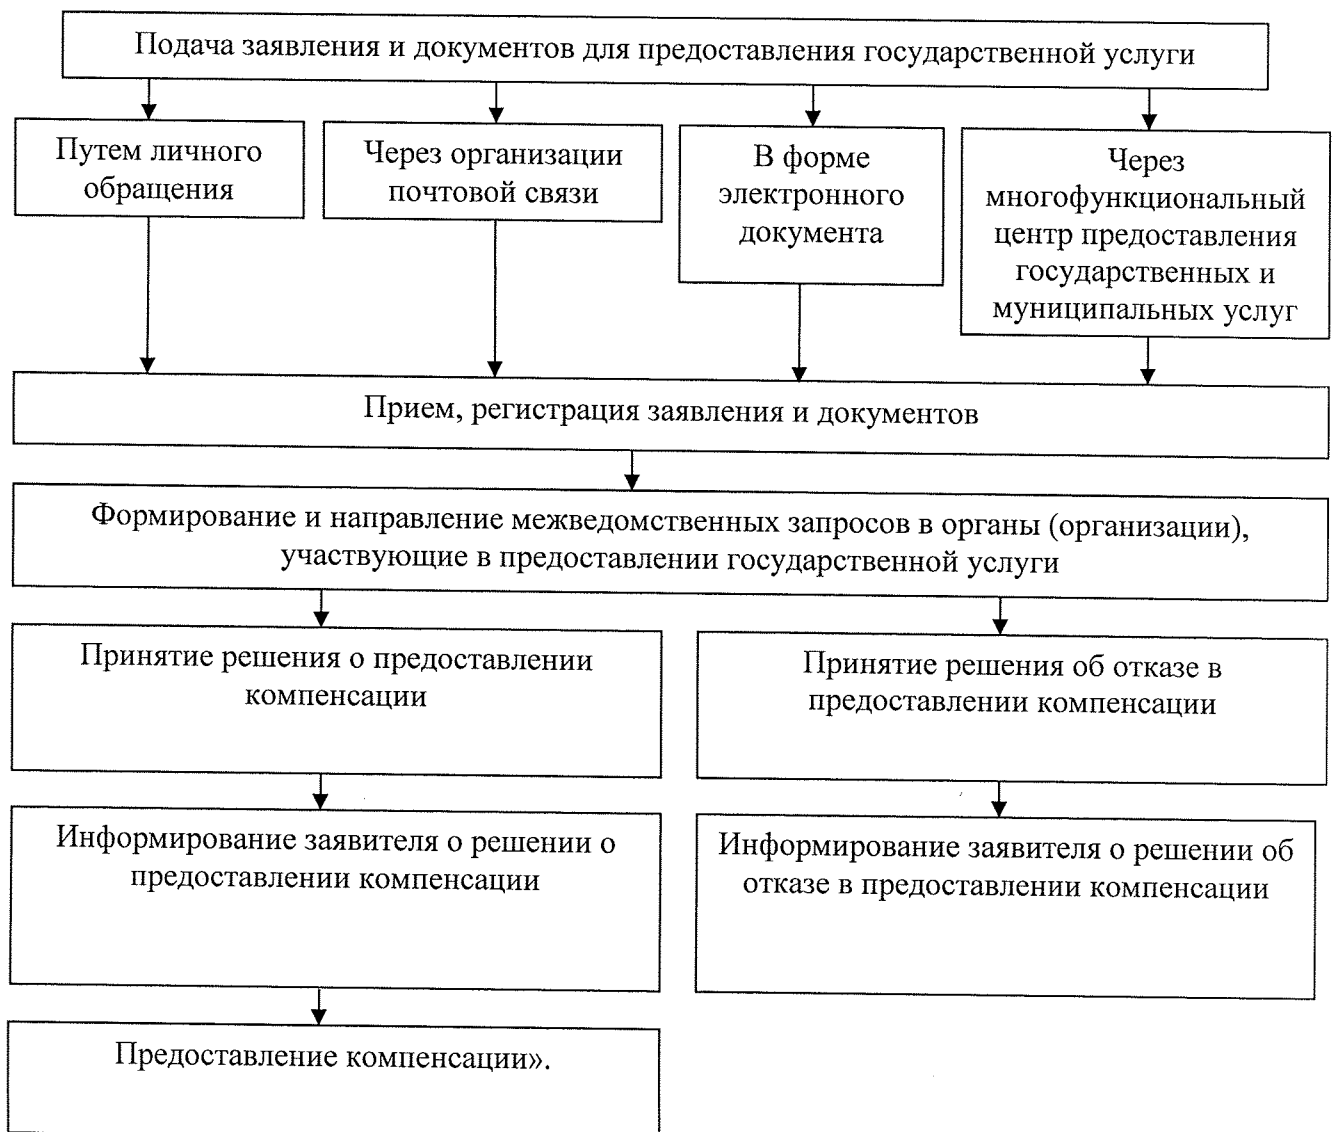 Подача заявления и документов для предоставления государственной услуги
Путем личного
обращения
Через организации
почтовой связи
В форме
электронного
документа
Через
многофункциональный
центр предоставления
государственных и
муниципальных услуг
Прием, регистрация заявления и документов
Формирование и направление межведомственных запросов в органы (организации),
участвующие в предоставлении государственной услуги
Принятие решения о предоставлении
компенсации
Принятие решения об отказе в
предоставлении компенсации
Информирование заявителя о решении о
предоставлении компенсации
Информирование заявителя о решении об
отказе в предоставлении компенсации
Предоставление компенсации».